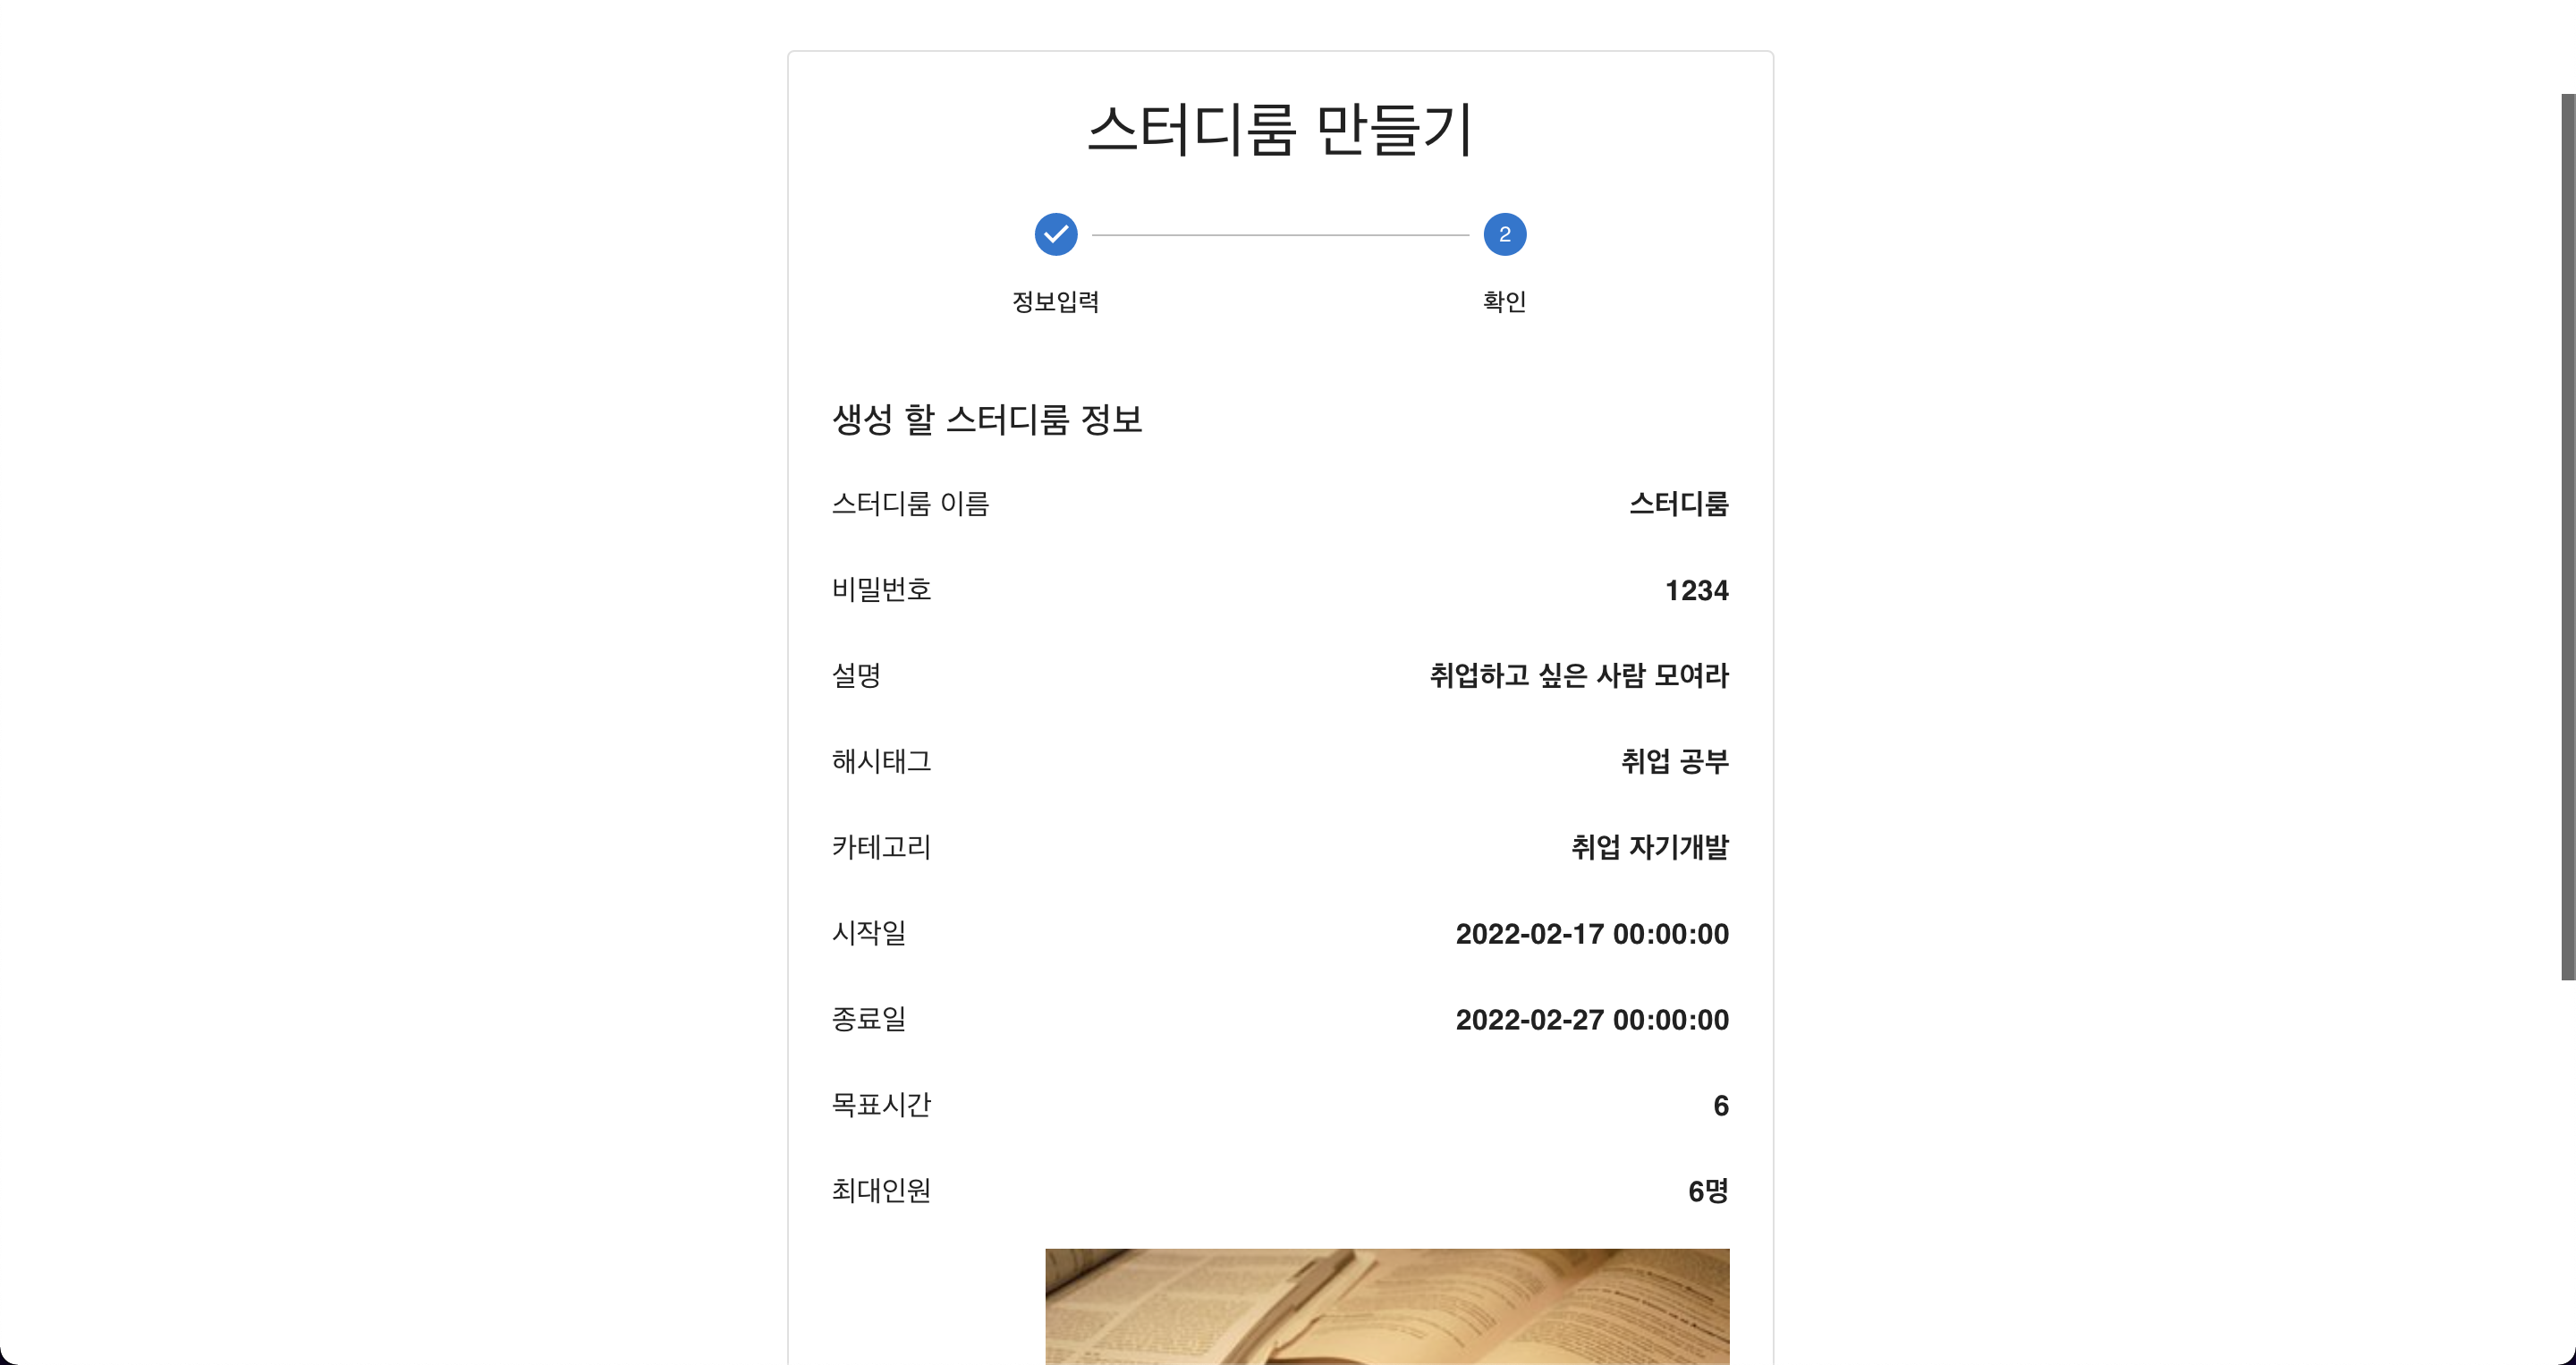 스터디룸 만들기
2
정보입력
확인
생성 할 스터디룸 정보
스터디룸 이름 스터디룸
비밀번호 1234
설명 취업하고 싶은 사람 모여라
해시태그 취업 공부
카테고리 취업 자기개발
시작일 2022-02-17 00:00:00
종료일 2022-02-27 00:00:00
목표시간 6
최대인원 6명